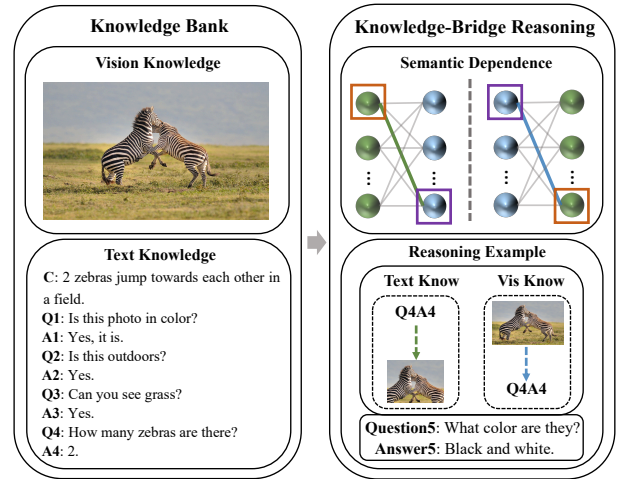 Knowledge Bank
Vision Knowledge
Text Knowledge
C: 2 zebras jump towards each other in
a field.
Q1: Is this photo in color?
A1: Yes, it is.
Q2: Is this outdoors?
A2: Yes.
Q3: Can you see grass?
A3: Yes.
Q4: How many zebras are there?
A4: 2.
Knowledge-Bridge Reasoning
Semantic Dependence
Reasoning Example
Text Know
Q4A4
Vis Know
Q4A4
Question5: What color are they?
Answer5: Black and white.